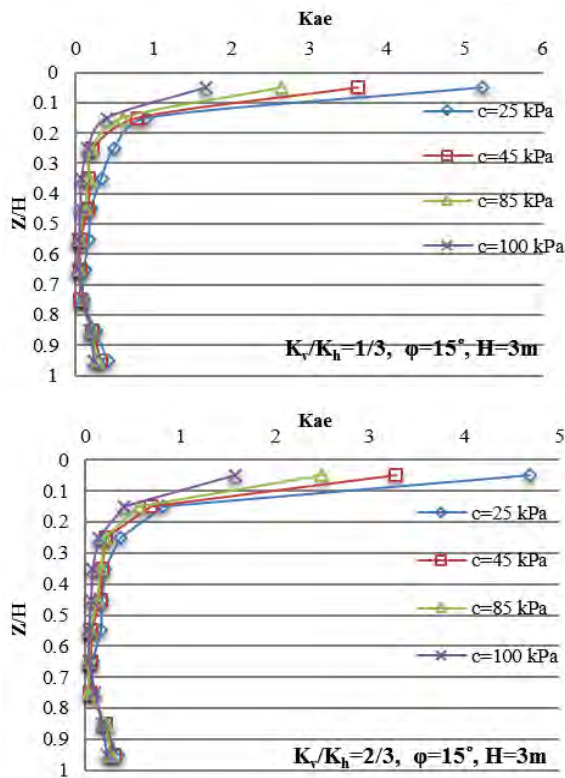 Kae
0 1 2 3 4 5 6
0
0.1
0.2
0.3
0.4
0.5
0.6
0.7
0.8
0.9
1
Z/H
c=25 kPa
c=45 kPa
c=85 kPa
c=100 kPa
Kv/Kh=1/3, φ=15°, H=3m
Kae
0 1 2 3 4 5
0
0.1
0.2
0.3
0.4
0.5
0.6
0.7
0.8
0.9
1
Z/H
c=25 kPa
c=45 kPa
c=85 kPa
c=100 kPa
Kv/Kh=2/3, φ=15°, H=3m